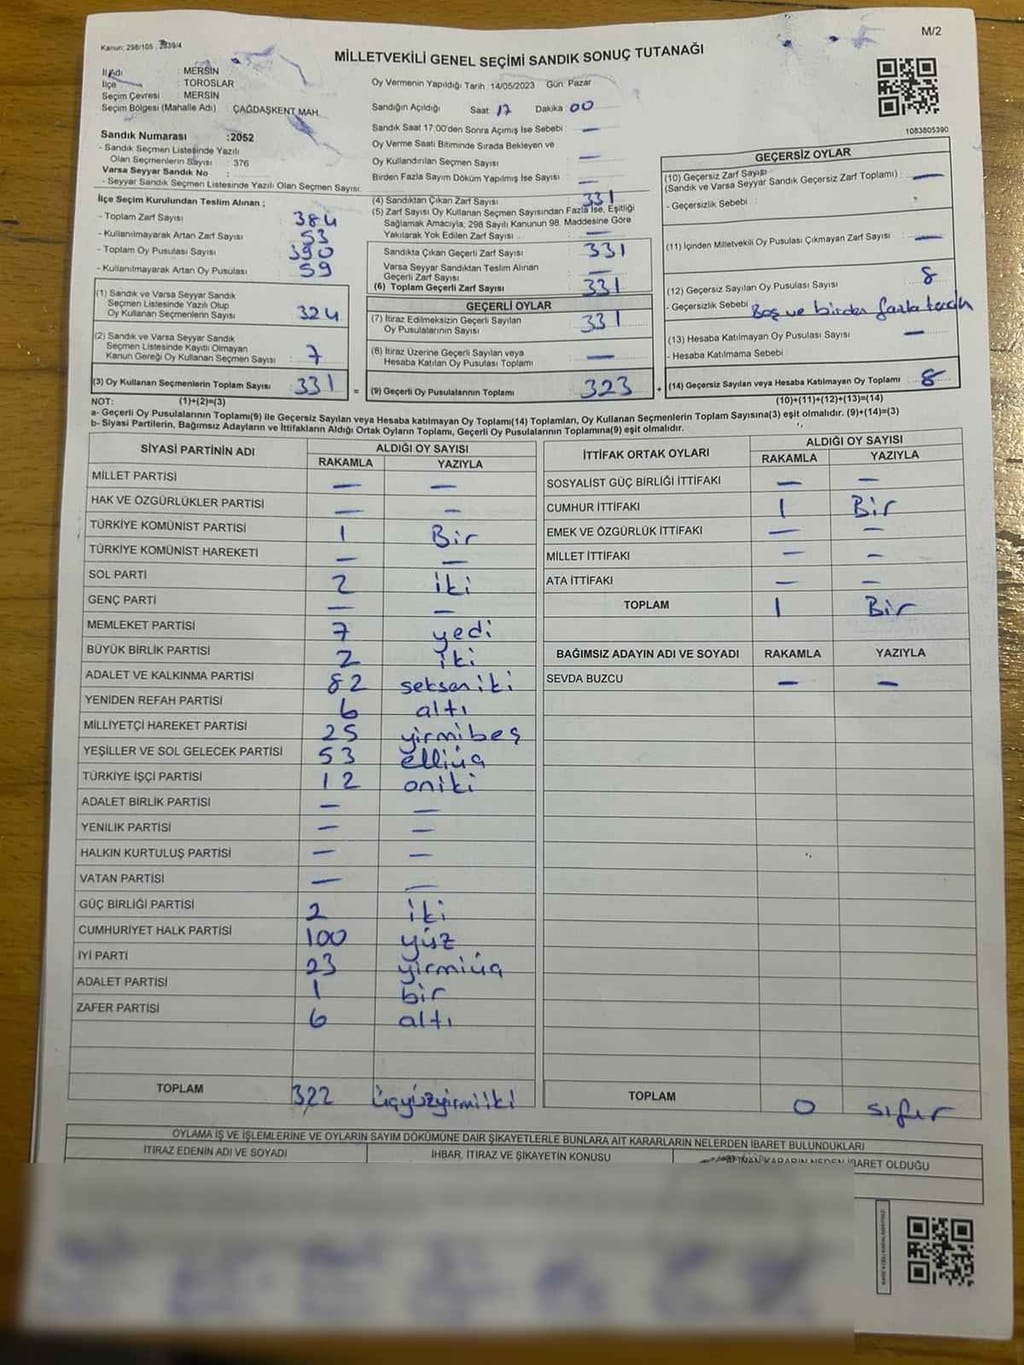 M/2
Kanun: 298/105 , 2839/4
MİLLETVEKİLİ GENEL SEÇİMİ SANDIK SONUÇ TUTANAĞI
İl Adı : MERSİN
İlçe : TOROSLAR
Seçim Çevresi : MERSİN
Seçim Bölgesi (Mahalle Adı) : ÇAĞDAŞKENT MAH.
Sandık Numarası :2052
- Sandık Seçmen Listesinde Yazılı
Olan Seçmenlerin Sayısı : 376
Varsa Seyyar Sandık No :
- Seyyar Sandık Seçmen Listesinde Yazılı Olan Seçmen Sayısı:
Oy Vermenin Yapıldığı Tarih : 14/05/2023 Gün: Pazar
Sandığın Açıldığı Saat 17 Dakika 00
Sandık Saat 17:00'den Sonra Açımış İse Sebebi : —
Oy Verme Saati Bitiminde Sırada Bekleyen ve
Oy Kullandırılan Seçmen Sayısı : —
Birden Fazla Sayım Döküm Yapılmış İse Sayısı : —
1083805390
İlçe Seçim Kurulundan Teslim Alınan ;
- Toplam Zarf Sayısı : 384
- Kullanılmayarak Artan Zarf Sayısı : 53
- Toplam Oy Pusulası Sayısı : 390
- Kullanılmayarak Artan Oy Pusulası : 59
(1) Sandık ve Varsa Seyyar Sandık
Seçmen Listesinde Yazılı Olup
Oy Kullanan Seçmenlerin Sayısı : 324
(2) Sandık ve Varsa Seyyar Sandık
Seçmen Listesinde Kayıtlı Olmayan
Kanun Gereği Oy Kullanan Seçmen Sayısı : 7
(3) Oy Kullanan Seçmenlerin Toplam Sayısı : 331
(4) Sandıktan Çıkan Zarf Sayısı : 331
(5) Zarf Sayısı Oy Kullanan Seçmen Sayısından Fazla İse, Eşitliği
Sağlamak Amacıyla, 298 Sayılı Kanunun 98. Maddesine Göre
Yakılarak Yok Edilen Zarf Sayısı : —
Sandıkta Çıkan Geçerli Zarf Sayısı : 331
Varsa Seyyar Sandıktan Teslim Alınan
Geçerli Zarf Sayısı : —
(6) Toplam Geçerli Zarf Sayısı : 331
GEÇERLİ OYLAR
(7) İtiraz Edilmeksizin Geçerli Sayılan
Oy Pusulalarının Sayısı : 331
(8) İtiraz Üzerine Geçerli Sayılan veya
Hesaba Katılan Oy Pusulası Toplamı : —
= (9) Geçerli Oy Pusulalarının Toplamı : 323
GEÇERSİZ OYLAR
(10) Geçersiz Zarf Sayısı
(Sandık ve Varsa Seyyar Sandık Geçersiz Zarf Toplamı) : —
- Geçersizlik Sebebi :
(11) İçinden Milletvekili Oy Pusulası Çıkmayan Zarf Sayısı : —
(12) Geçersiz Sayılan Oy Pusulası Sayısı : 8
- Geçersizlik Sebebi : Boş ve birden fazla tercih
(13) Hesaba Katılmayan Oy Pusulası Sayısı : —
- Hesaba Katılmama Sebebi :
+ (14) Geçersiz Sayılan veya Hesaba Katılmayan Oy Toplamı : 8
NOT: (1)+(2)=(3)
(10)+(11)+(12)+(13)=(14)
a- Geçerli Oy Pusulalarının Toplamı(9) ile Geçersiz Sayılan veya Hesaba katılmayan Oy Toplamı(14) Toplamları, Oy Kullanan Seçmenlerin Toplam Sayısına(3) eşit olmalıdır. (9)+(14)=(3)
b- Siyasi Partilerin, Bağımsız Adayların ve İttifakların Aldığı Ortak Oyların Toplamı, Geçerli Oy Pusulalarının Toplamına(9) eşit olmalıdır.
SİYASİ PARTİNİN ADI ALDIĞI OY SAYISI
RAKAMLA YAZIYLA
MİLLET PARTİSİ — —
HAK VE ÖZGÜRLÜKLER PARTİSİ — —
TÜRKİYE KOMÜNİST PARTİSİ 1 Bir
TÜRKİYE KOMÜNİST HAREKETİ — —
SOL PARTİ 2 iki
GENÇ PARTİ — —
MEMLEKET PARTİSİ 7 yedi
BÜYÜK BİRLİK PARTİSİ 2 iki
ADALET VE KALKINMA PARTİSİ 82 seksen iki
YENİDEN REFAH PARTİSİ 6 altı
MİLLİYETÇİ HAREKET PARTİSİ 25 yirmibeş
YEŞİLLER VE SOL GELECEK PARTİSİ 53 elliüç
TÜRKİYE İŞÇİ PARTİSİ 12 oniki
ADALET BİRLİK PARTİSİ — —
YENİLİK PARTİSİ — —
HALKIN KURTULUŞ PARTİSİ — —
VATAN PARTİSİ — —
GÜÇ BİRLİĞİ PARTİSİ 2 iki
CUMHURİYET HALK PARTİSİ 100 yüz
İYİ PARTİ 23 yirmiüç
ADALET PARTİSİ 1 bir
ZAFER PARTİSİ 6 altı
TOPLAM 322 üçyüzyirmiiki
İTTİFAK ORTAK OYLARI ALDIĞI OY SAYISI
RAKAMLA YAZIYLA
SOSYALİST GÜÇ BİRLİĞİ İTTİFAKI — —
CUMHUR İTTİFAKI 1 Bir
EMEK VE ÖZGÜRLÜK İTTİFAKI — —
MİLLET İTTİFAKI — —
ATA İTTİFAKI — —
TOPLAM 1 Bir
BAĞIMSIZ ADAYIN ADI VE SOYADI RAKAMLA YAZIYLA
SEVDA BUZCU — —
TOPLAM 0 sıfır
OYLAMA İŞ VE İŞLEMLERİNE VE OYLARIN SAYIM DÖKÜMÜNE DAİR ŞİKAYETLERLE BUNLARA AİT KARARLARIN NELERDEN İBARET BULUNDUKLARI
İTİRAZ EDENİN ADI VE SOYADI İHBAR, İTİRAZ VE ŞİKAYETİN KONUSU KARARIN NEDEN İBARET OLDUĞU